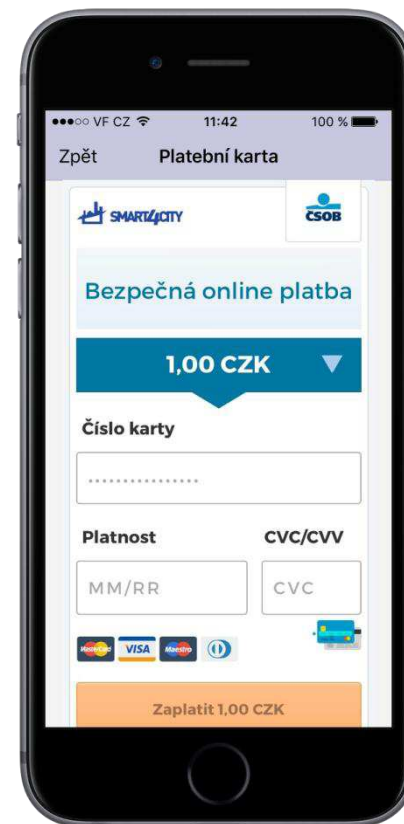 VF CZ 11:42 100 %
Zpět Platební karta
SMART4CITY ČSOB
Bezpečná online platba
1,00 CZK
Číslo karty
Platnost CVC/CVV
MM/RR CVC
MasterCard VISA Maestro
Zaplatit 1,00 CZK